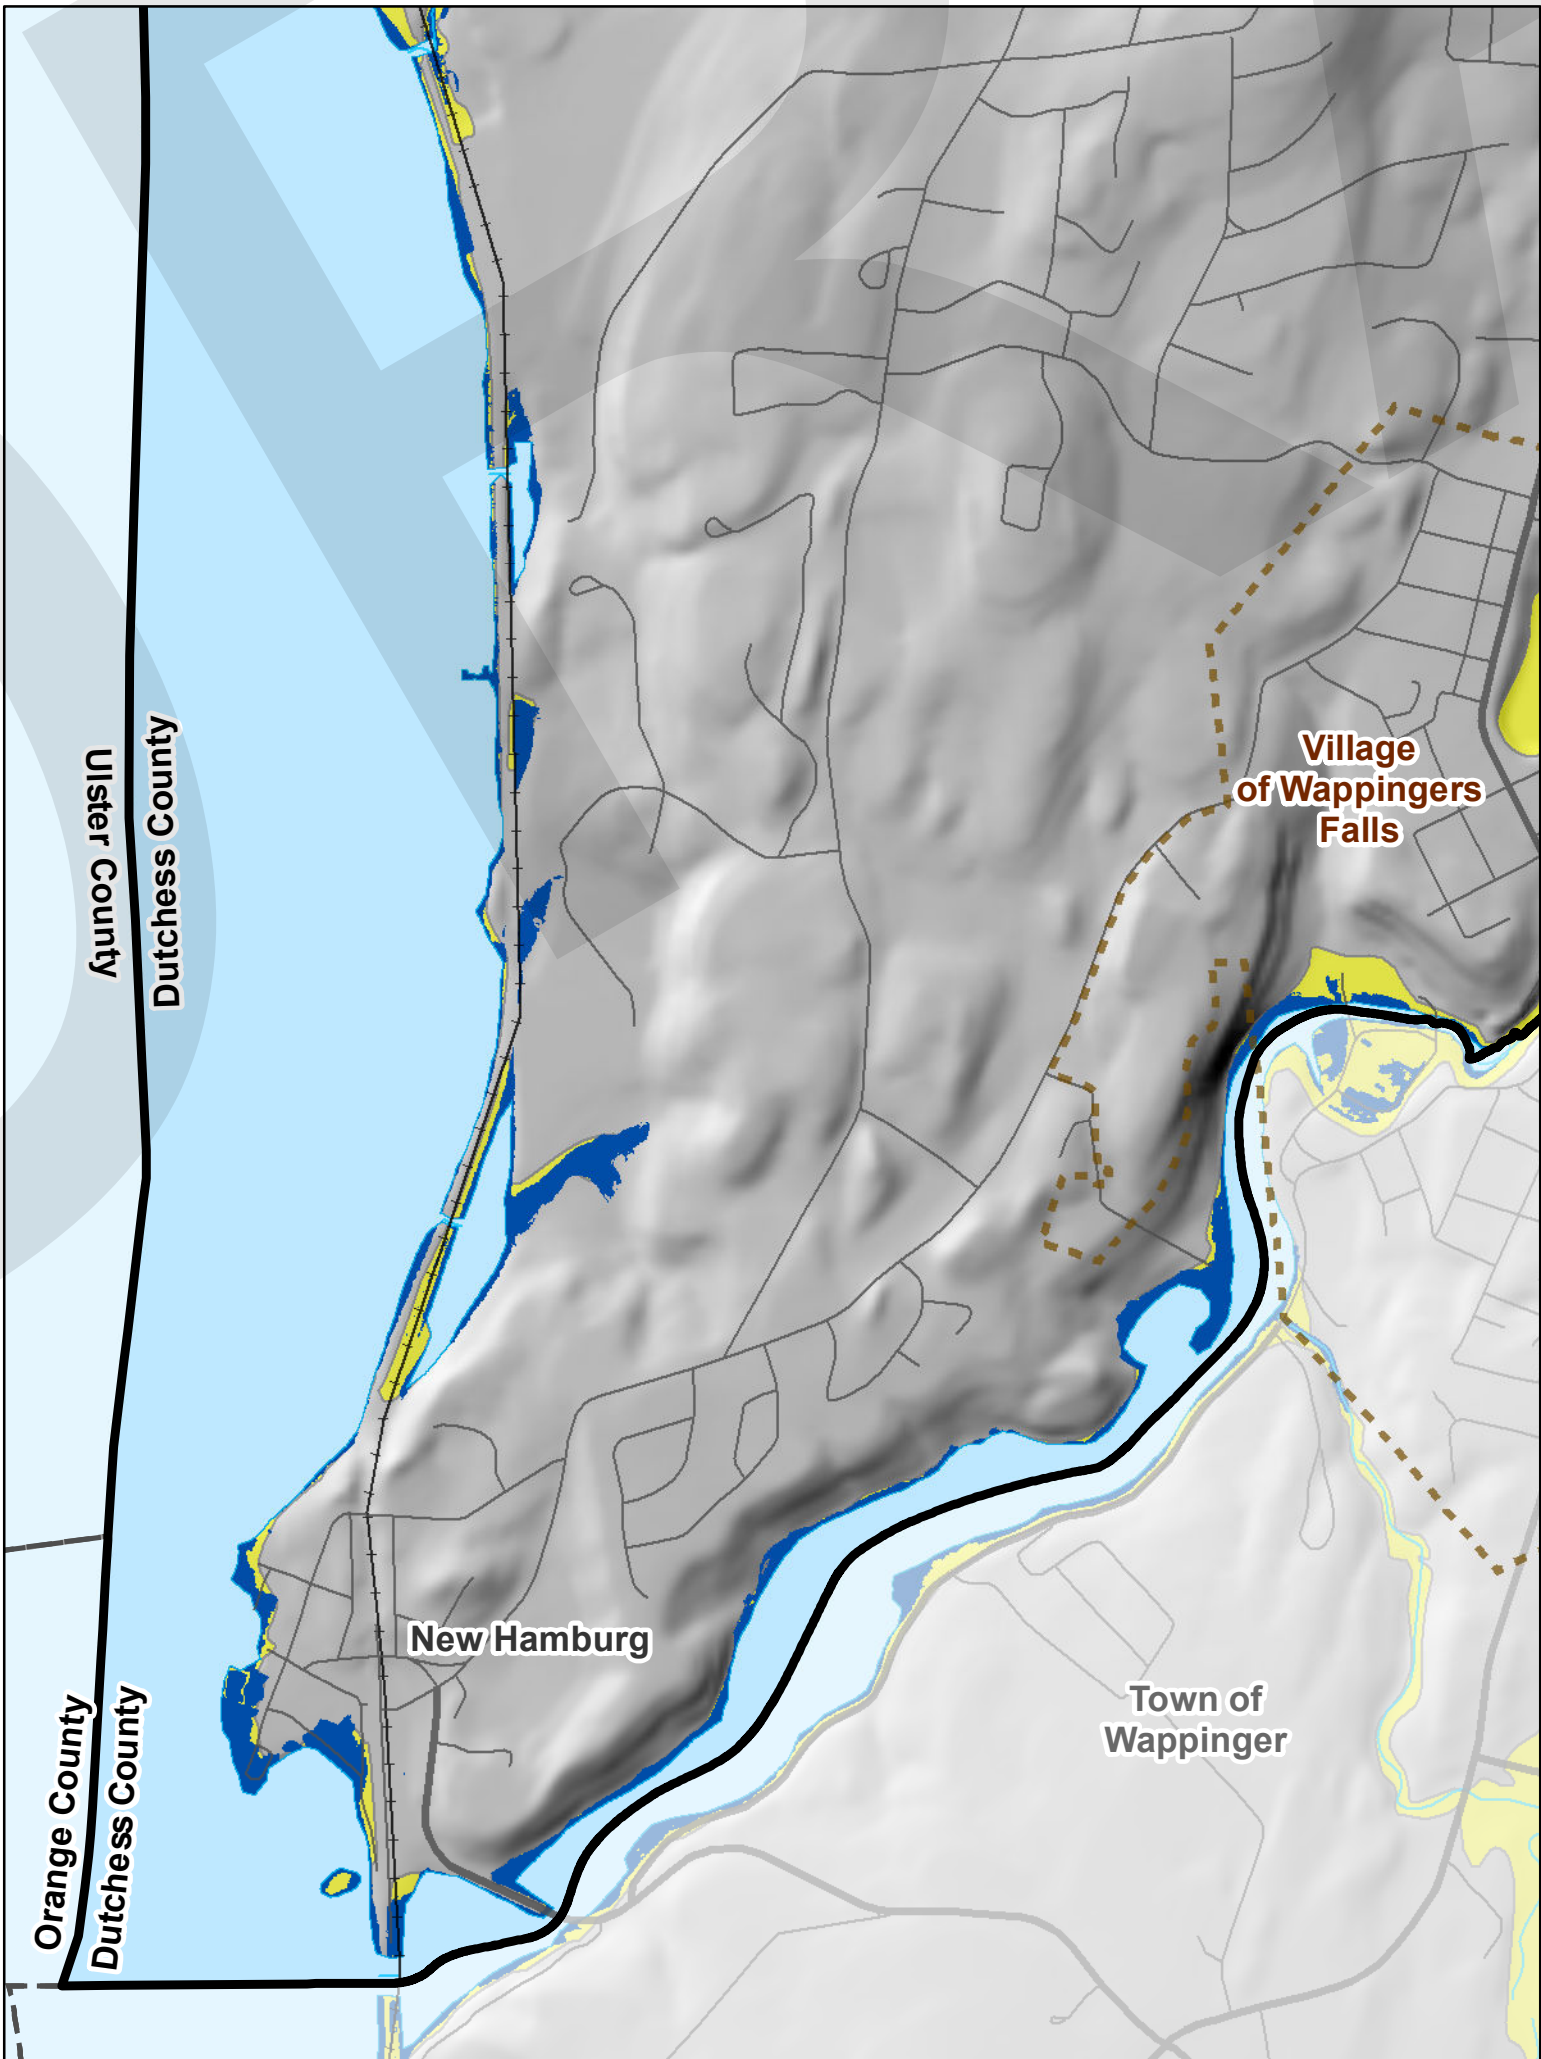 Village
of Wappingers
Falls
Ulster County
Dutchess County
New Hamburg
Town of
Wappinger
Orange County
Dutchess County